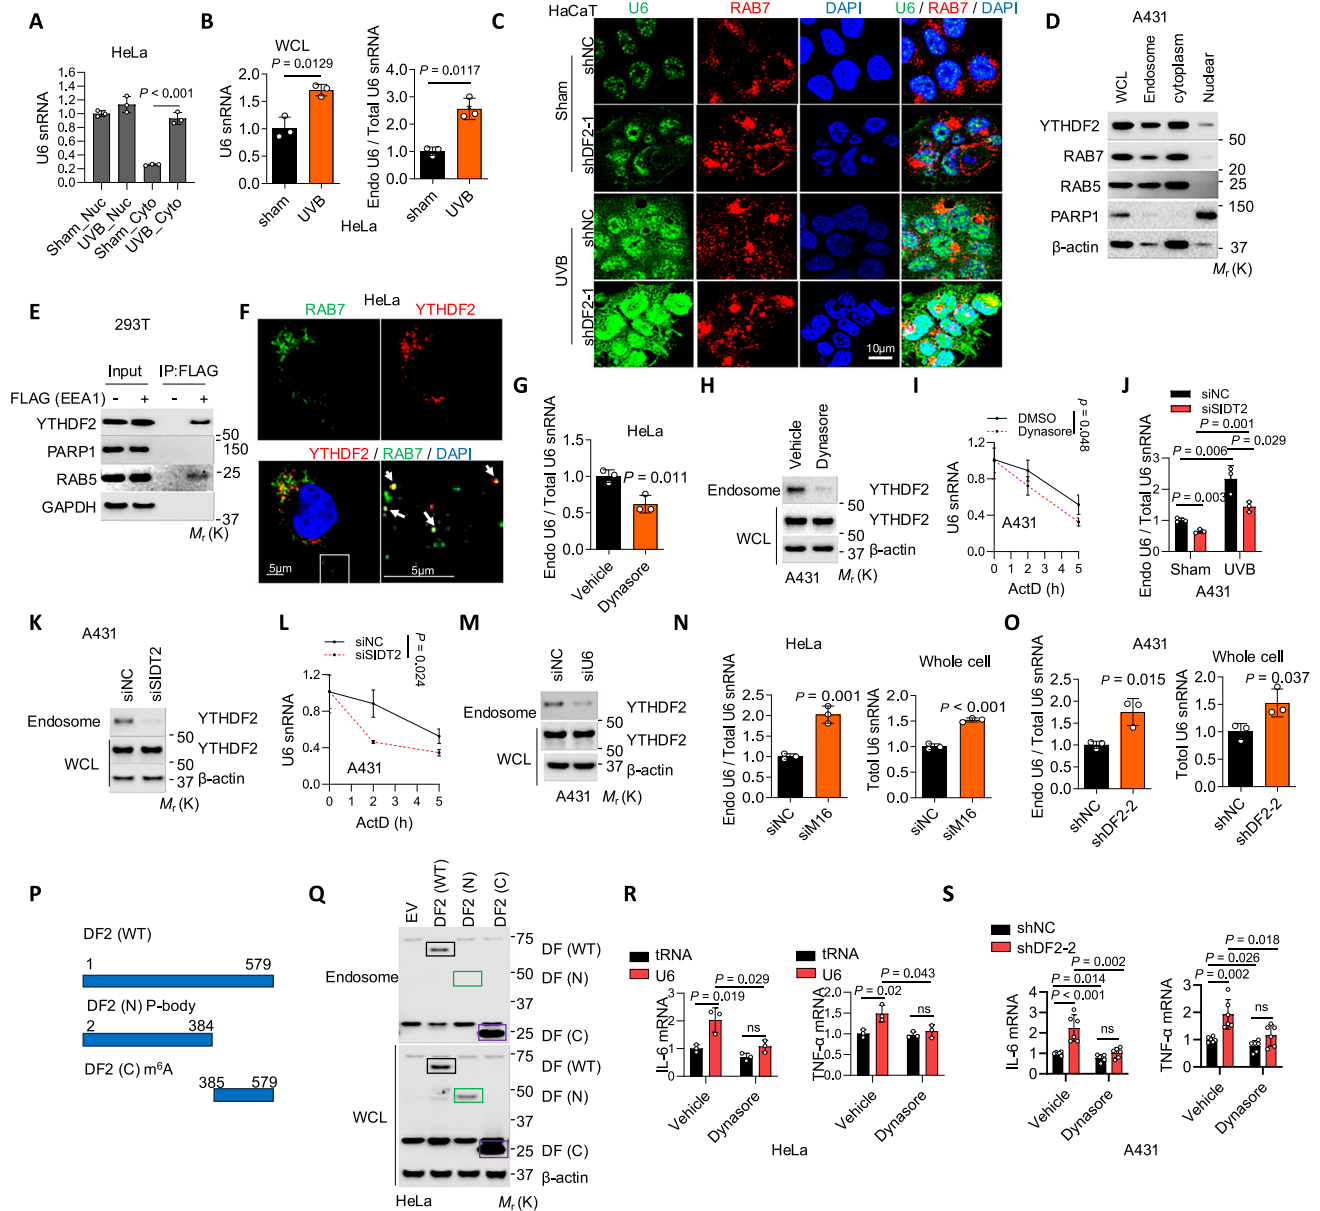 A
HeLa
U6 snRNA
1.6
1.4
1.2
1.0
0.8
0.6
0.4
0.2
0.0
P < 0.001
Sham_Nuc
UVB_Nuc
Sham_Cyto
UVB_Cyto
B
WCL
P = 0.0129
U6 snRNA
2.0
1.5
1.0
0.5
0.0
sham
UVB
P = 0.0117
Endo U6 / Total U6 snRNA
4.0
3.0
2.0
1.0
0.0
sham
UVB
HeLa
C
HaCaT
U6
RAB7
DAPI
U6 / RAB7 / DAPI
Sham
shNC
shDF2-1
UVB
shNC
shDF2-1
10μm
D
A431
WCL
Endosome
cytoplasm
Nuclear
YTHDF2
50
RAB7
20
RAB5
25
PARP1
150
β-actin
37
Mr (K)
E
293T
Input
IP:FLAG
FLAG (EEA1)
-
+
-
+
YTHDF2
50
PARP1
150
RAB5
25
GAPDH
37
Mr (K)
F
HeLa
RAB7
YTHDF2
YTHDF2 / RAB7 / DAPI
5μm
5μm
G
HeLa
Endo U6 / Total U6 snRNA
1.5
1.0
0.5
0.0
P = 0.011
Vehicle
Dynasore
H
Vehicle
Dynasore
Endosome
YTHDF2
50
WCL
YTHDF2
50
β-actin
37
A431
Mr (K)
I
DMSO
Dynasore
p = 0.048
U6 snRNA
1.2
1.0
0.8
0.6
0.4
0.2
0.0
A431
0
1
2
3
4
5
ActD (h)
J
siNC
siSIDT2
P = 0.001
P = 0.006
P = 0.029
P = 0.003
Endo U6 / Total U6 snRNA
3
2
1
0
Sham
UVB
A431
K
A431
siNC
siSIDT2
Endosome
YTHDF2
50
WCL
YTHDF2
50
β-actin
37
Mr (K)
L
siNC
siSIDT2
P = 0.024
U6 snRNA
1.2
0.8
0.4
0.0
A431
0
1
2
3
4
5
ActD (h)
M
siNC
siU6
Endosome
YTHDF2
50
WCL
YTHDF2
50
β-actin
37
A431
Mr (K)
N
HeLa
Endo U6 / Total U6 snRNA
2.5
2.0
1.5
1.0
0.5
0.0
P = 0.001
siNC
siM16
Whole cell
Totol U6 snRNA
2.0
1.5
1.0
0.5
0.0
P < 0.001
siNC
siM16
O
A431
Endo U6 / Total U6 snRNA
2.5
2.0
1.5
1.0
0.5
0.0
P = 0.015
shNC
shDF2-2
Whole cell
Totol U6 snRNA
2.0
1.5
1.0
0.5
0.0
P = 0.037
shNC
shDF2-2
P
DF2 (WT)
1
579
DF2 (N) P-body
2
384
DF2 (C) m⁶A
385
579
Q
EV
DF2 (WT)
DF2 (N)
DF2 (C)
Endosome
75
DF (WT)
50
DF (N)
37
25
DF (C)
WCL
75
DF (WT)
50
DF (N)
37
25
DF (C)
37
β-actin
HeLa
Mr (K)
R
tRNA
U6
P = 0.029
P = 0.019
ns
IL-6 mRNA
3
2
1
0
Vehicle
Dynasore
tRNA
U6
P = 0.043
P = 0.02
ns
TNF-α mRNA
2.0
1.5
1.0
0.5
0.0
Vehicle
Dynasore
HeLa
S
shNC
shDF2-2
P = 0.002
P = 0.014
P < 0.001
ns
IL-6 mRNA
4
3
2
1
0
Vehicle
Dynasore
P = 0.018
P = 0.026
P = 0.002
ns
TNF-α mRNA
3
2
1
0
Vehicle
Dynasore
A431